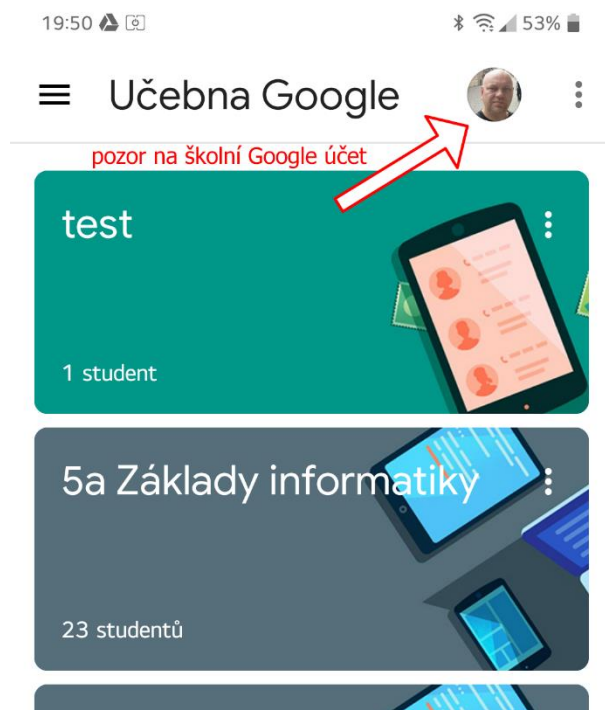 19:50
53%
Učebna Google
pozor na školní Google účet
test
1 student
5a Základy informatiky
23 studentů